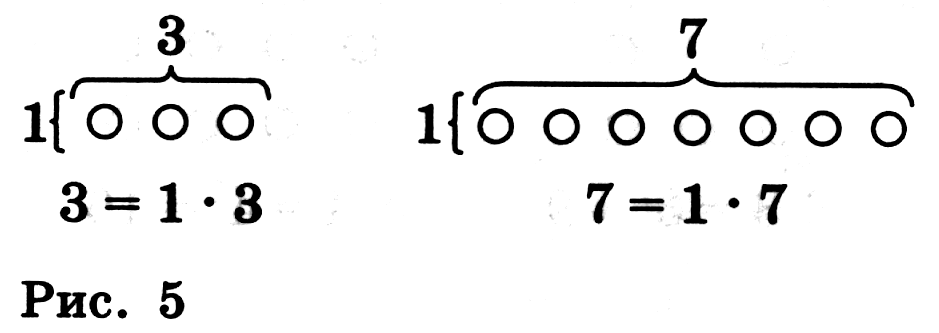 3 7
1 1
3 = 1 · 3 7 = 1 · 7
Рис. 5